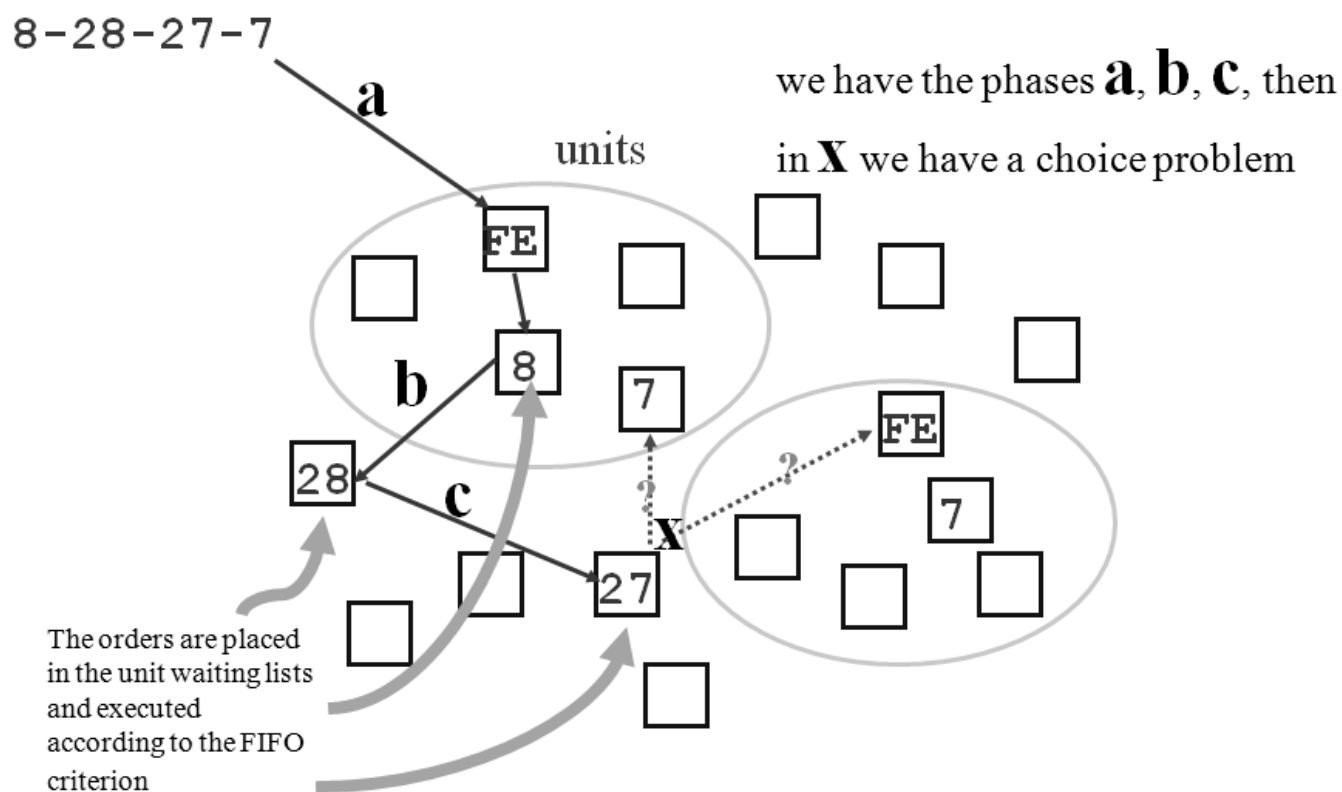 8-28-27-7
a
we have the phases a, b, c, then
in x we have a choice problem
units
FE
8
b
7
FE
28
c
?
?
7
x
27
The orders are placed
in the unit waiting lists
and executed
according to the FIFO
criterion